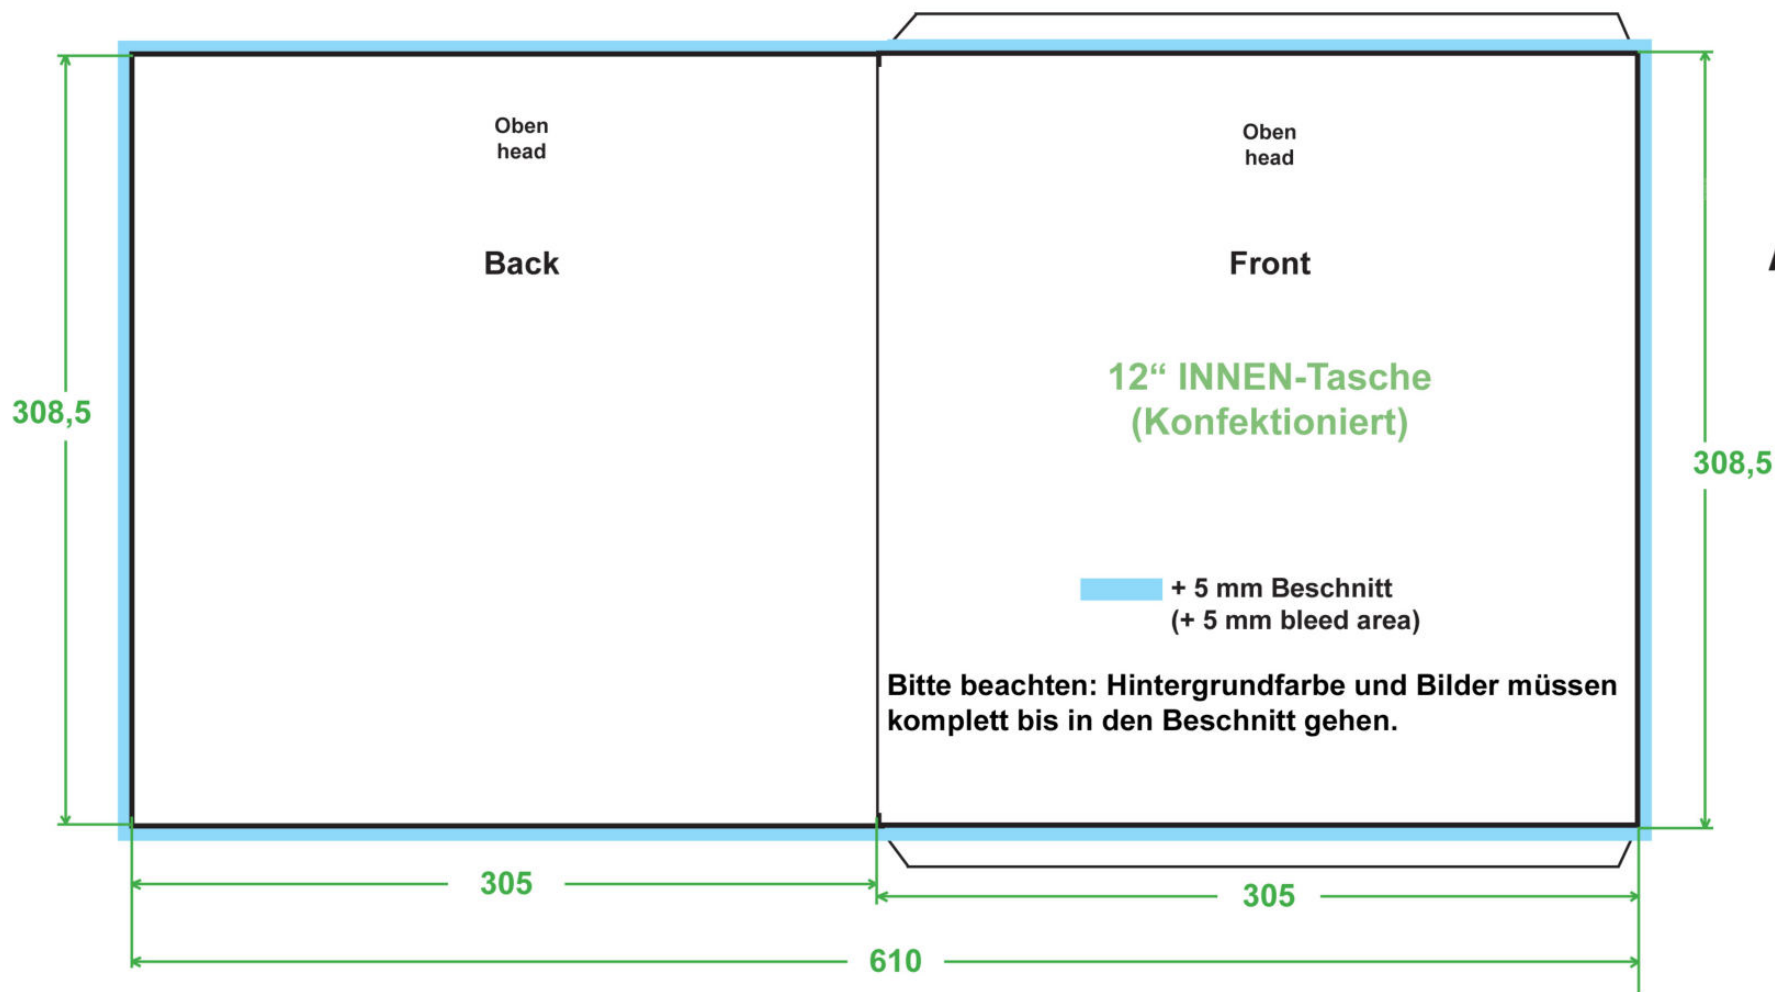 Oben
head
Oben
head
Back
Front
12“ INNEN-Tasche
(Konfektioniert)
308,5
308,5
+ 5 mm Beschnitt
(+ 5 mm bleed area)
Bitte beachten: Hintergrundfarbe und Bilder müssen
komplett bis in den Beschnitt gehen.
305
305
610